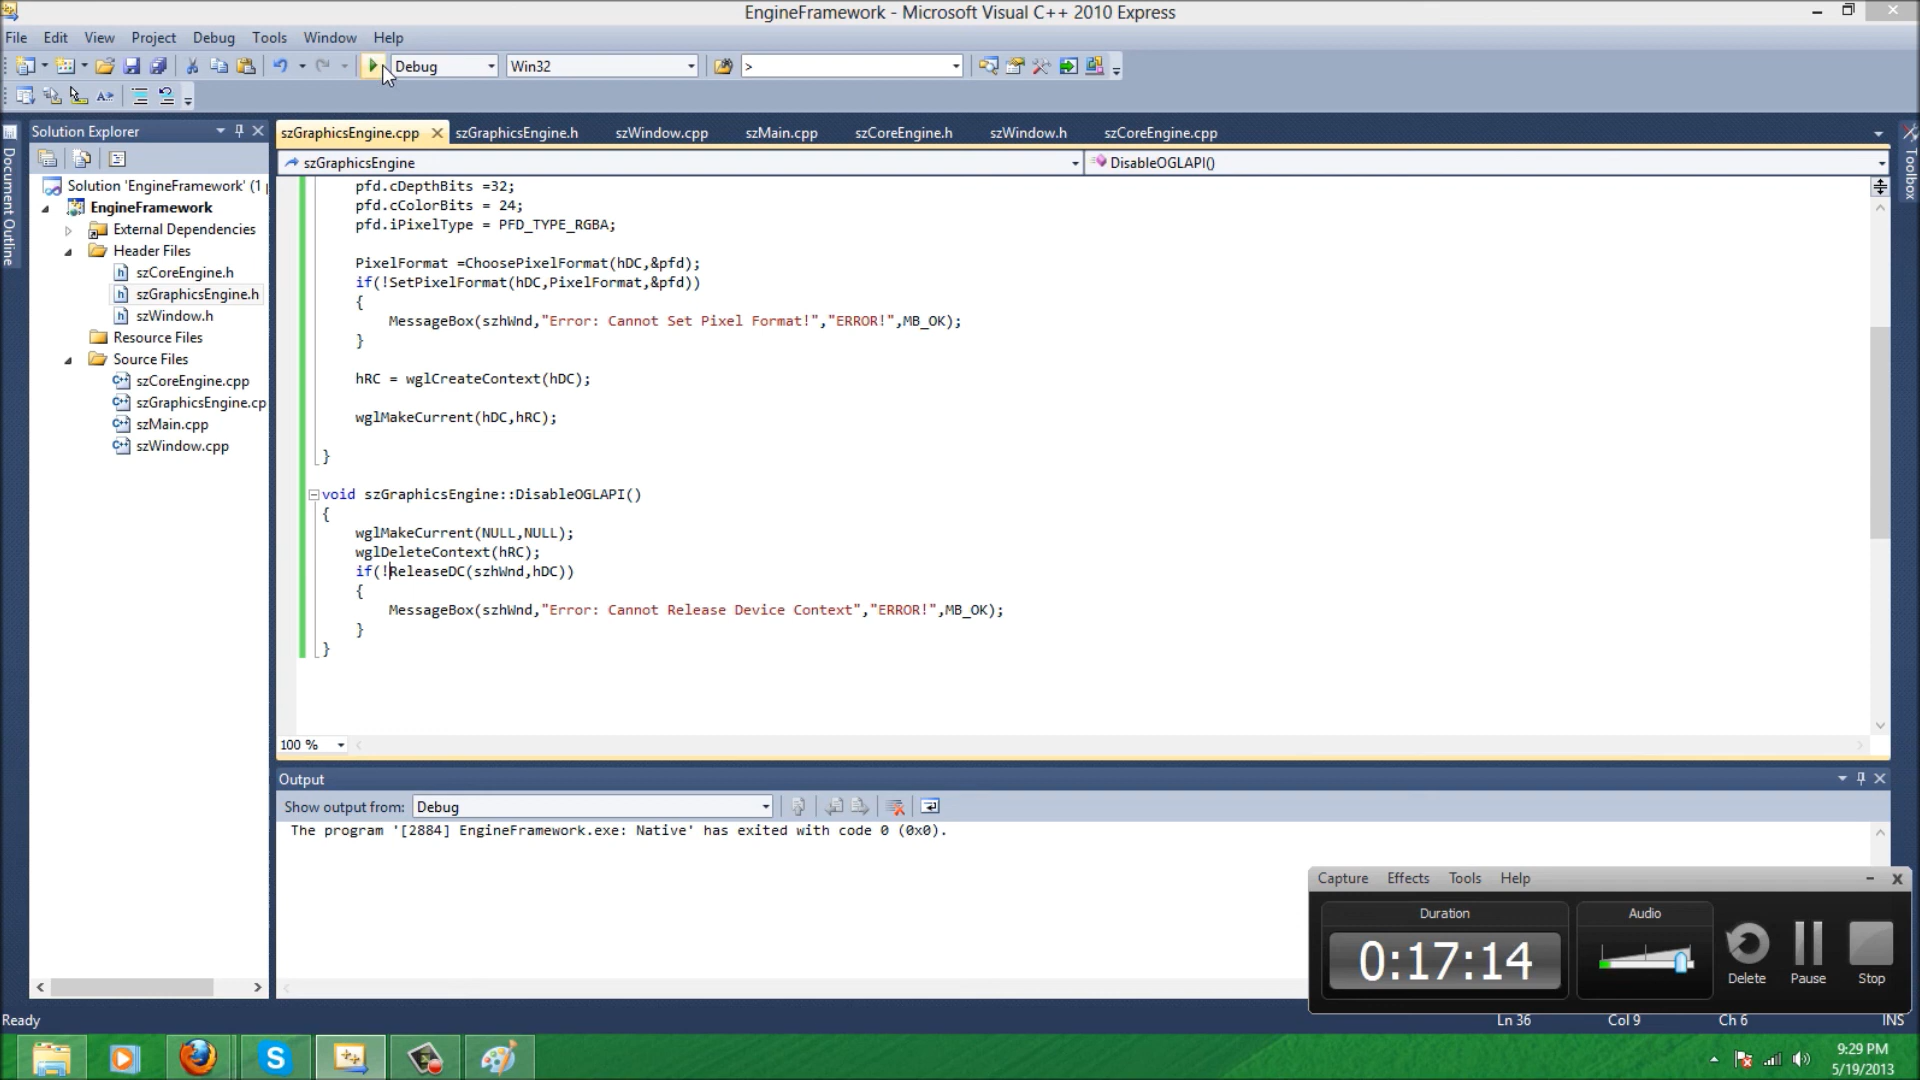 EngineFramework - Microsoft Visual C++ 2010 Express
File Edit View Project Debug Tools Window Help
Debug Win32 >
Solution Explorer
szGraphicsEngine.cpp szGraphicsEngine.h szWindow.cpp szMain.cpp szCoreEngine.h szWindow.h szCoreEngine.cpp
szGraphicsEngine DisableOGLAPI()
Document Outline
Toolbox
Solution 'EngineFramework' (1 p
EngineFramework
External Dependencies
Header Files
szCoreEngine.h
szGraphicsEngine.h
szWindow.h
Resource Files
Source Files
szCoreEngine.cpp
szGraphicsEngine.cp
szMain.cpp
szWindow.cpp
pfd.cDepthBits =32;
pfd.cColorBits = 24;
pfd.iPixelType = PFD_TYPE_RGBA;
PixelFormat =ChoosePixelFormat(hDC,&pfd);
if(!SetPixelFormat(hDC,PixelFormat,&pfd))
{
MessageBox(szhWnd,"Error: Cannot Set Pixel Format!","ERROR!",MB_OK);
}
hRC = wglCreateContext(hDC);
wglMakeCurrent(hDC,hRC);
}
void szGraphicsEngine::DisableOGLAPI()
{
wglMakeCurrent(NULL,NULL);
wglDeleteContext(hRC);
if(!ReleaseDC(szhWnd,hDC))
{
MessageBox(szhWnd,"Error: Cannot Release Device Context","ERROR!",MB_OK);
}
}
100 %
Output
Show output from: Debug
The program '[2884] EngineFramework.exe: Native' has exited with code 0 (0x0).
Capture Effects Tools Help
Duration Audio
0:17:14
Delete Pause Stop
Ready Ln 36 Col 9 Ch 6 INS
9:29 PM
5/19/2013